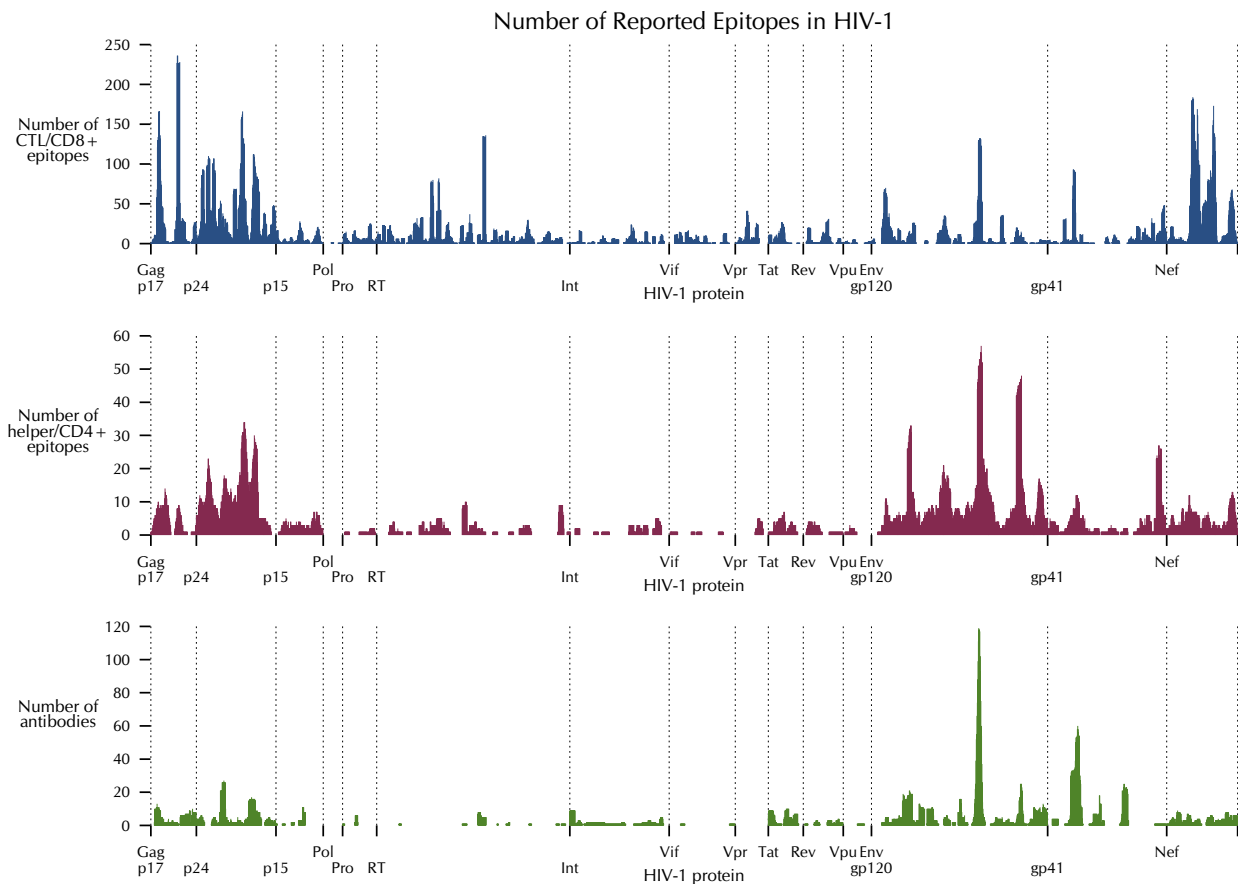 Number of Reported Epitopes in HIV-1
250
200
150
100
50
0
Number of
CTL/CD8+
epitopes
Gag Pol Vif Vpr Tat Rev Vpu Env Nef
p17 p24 p15 Pro RT Int gp120 gp41
HIV-1 protein
60
50
40
30
20
10
0
Number of
helper/CD4+
epitopes
Gag Pol Vif Vpr Tat Rev Vpu Env Nef
p17 p24 p15 Pro RT Int gp120 gp41
HIV-1 protein
120
100
80
60
40
20
0
Number of
antibodies
Gag Pol Vif Vpr Tat Rev Vpu Env Nef
p17 p24 p15 Pro RT Int gp120 gp41
HIV-1 protein